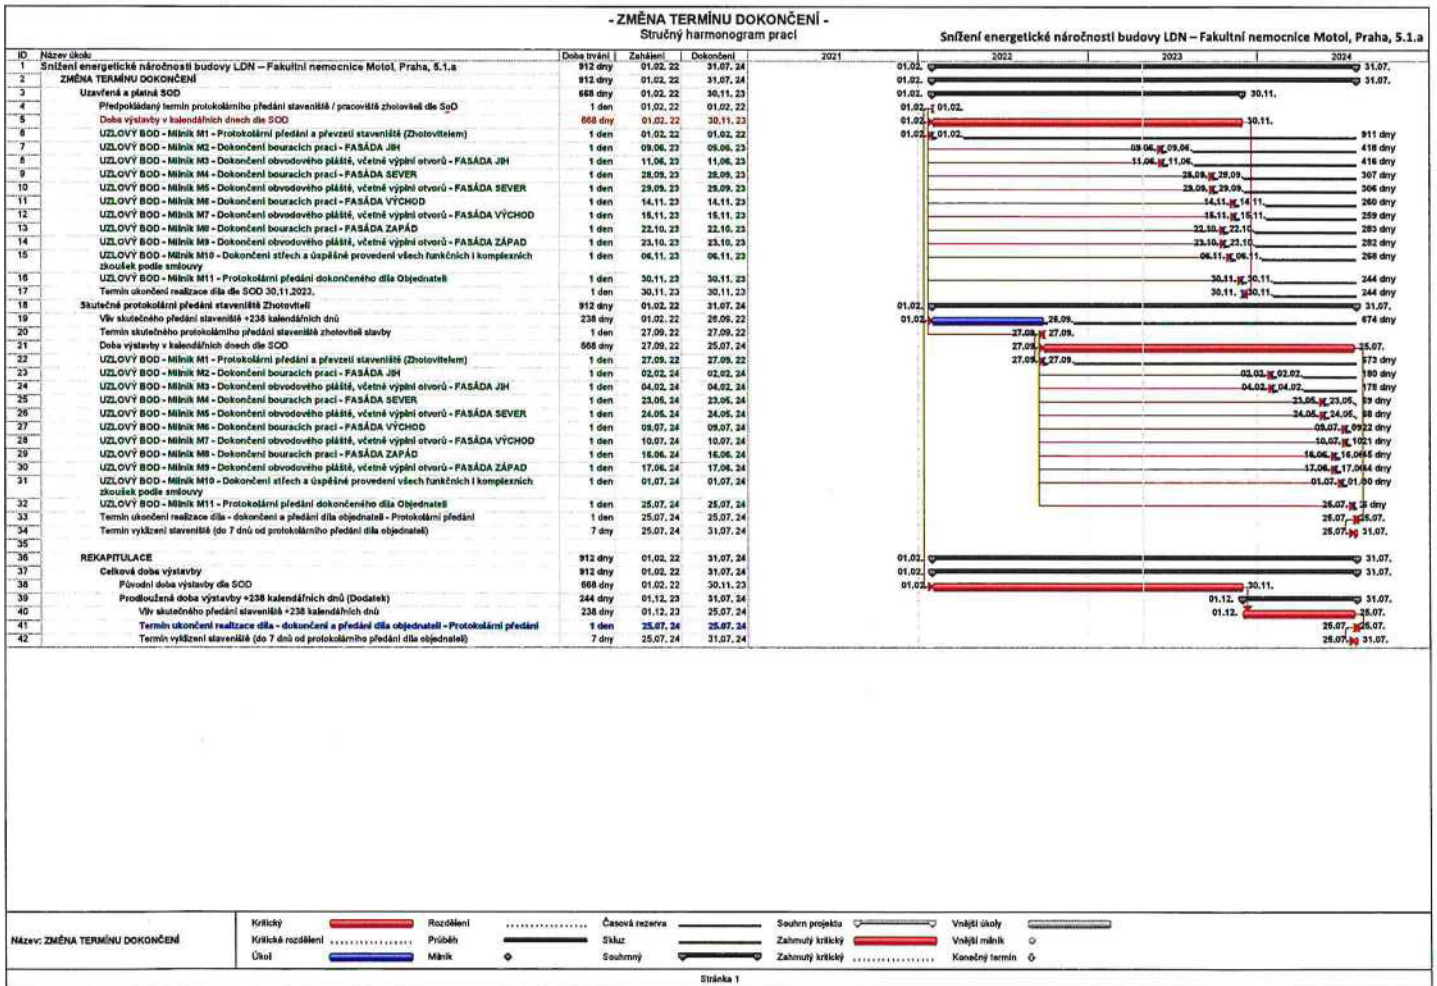 - ZMĚNA TERMÍNU DOKONČENÍ -
Stručný harmonogram prací
Snížení energetické náročnosti budovy LDN – Fakultní nemocnice Motol, Praha, 5.1.a
ID Název úkolu Doba trvání Zahájení Dokončení 2021 2022 2023 2024
1 Snížení energetické náročnosti budovy LDN – Fakultní nemocnice Motol, Praha, 5.1.a 912 dny 01.02. 22 31.07. 24 01.02. 31.07.
2 ZMĚNA TERMÍNU DOKONČENÍ 912 dny 01.02. 22 31.07. 24 01.02. 31.07.
3 Uzavřená a platná SOD 668 dny 01.02. 22 30.11. 23 01.02. 30.11.
4 Předpokládaný termín protokolárního předání staveniště / pracoviště zhotoviteli dle SoD 1 den 01.02. 22 01.02. 22 01.02. 01.02.
5 Doba výstavby v kalendářních dnech dle SOD 668 dny 01.02. 22 30.11. 23 01.02. 30.11.
6 UZLOVÝ BOD - Milník M1 - Protokolární předání a převzetí staveniště (Zhotovitelem) 1 den 01.02. 22 01.02. 22 01.02. 01.02. 911 dny
7 UZLOVÝ BOD - Milník M2 - Dokončení bouracích prací - FASÁDA JIH 1 den 09.06. 23 09.06. 23 09.06. 09.06. 418 dny
8 UZLOVÝ BOD - Milník M3 - Dokončení obvodového pláště, včetně výplní otvorů - FASÁDA JIH 1 den 11.06. 23 11.06. 23 11.06. 11.06. 416 dny
9 UZLOVÝ BOD - Milník M4 - Dokončení bouracích prací - FASÁDA SEVER 1 den 28.09. 23 28.09. 23 28.09. 28.09. 307 dny
10 UZLOVÝ BOD - Milník M5 - Dokončení obvodového pláště, včetně výplní otvorů - FASÁDA SEVER 1 den 29.09. 23 29.09. 23 29.09. 29.09. 306 dny
11 UZLOVÝ BOD - Milník M6 - Dokončení bouracích prací - FASÁDA VÝCHOD 1 den 14.11. 23 14.11. 23 14.11. 14.11. 260 dny
12 UZLOVÝ BOD - Milník M7 - Dokončení obvodového pláště, včetně výplní otvorů - FASÁDA VÝCHOD 1 den 15.11. 23 15.11. 23 15.11. 15.11. 259 dny
13 UZLOVÝ BOD - Milník M8 - Dokončení bouracích prací - FASÁDA ZAPÁD 1 den 22.10. 23 22.10. 23 22.10. 22.10. 283 dny
14 UZLOVÝ BOD - Milník M9 - Dokončení obvodového pláště, včetně výplní otvorů - FASÁDA ZÁPAD 1 den 23.10. 23 23.10. 23 23.10. 23.10. 282 dny
15 UZLOVÝ BOD - Milník M10 - Dokončení střech a úspěšné provedení všech funkčních i komplexních 1 den 06.11. 23 06.11. 23 06.11. 06.11. 268 dny
zkoušek podle smlouvy
16 UZLOVÝ BOD - Milník M11 - Protokolární předání dokončeného díla Objednateli 1 den 30.11. 23 30.11. 23 30.11. 30.11. 244 dny
17 Termín ukončení realizace díla dle SOD 30.11.2023. 1 den 30.11. 23 30.11. 23 30.11. 30.11. 244 dny
18 Skutečné protokolární předání staveniště Zhotoviteli 912 dny 01.02. 22 31.07. 24 01.02. 31.07.
19 Vliv skutečného předání staveniště +238 kalendářních dnů 238 dny 01.02. 22 26.09. 22 01.02. 26.09. 674 dny
20 Termín skutečného protokolárního předání staveniště zhotoviteli stavby 1 den 27.09. 22 27.09. 22 27.09. 27.09.
21 Doba výstavby v kalendářních dnech dle SOD 668 dny 27.09. 22 25.07. 24 27.09. 25.07.
22 UZLOVÝ BOD - Milník M1 - Protokolární předání a převzetí staveniště (Zhotovitelem) 1 den 27.09. 22 27.09. 22 27.09. 27.09. 673 dny
23 UZLOVÝ BOD - Milník M2 - Dokončení bouracích prací - FASÁDA JIH 1 den 02.02. 24 02.02. 24 02.02. 02.02. 180 dny
24 UZLOVÝ BOD - Milník M3 - Dokončení obvodového pláště, včetně výplní otvorů - FASÁDA JIH 1 den 04.02. 24 04.02. 24 04.02. 04.02. 178 dny
25 UZLOVÝ BOD - Milník M4 - Dokončení bouracích prací - FASÁDA SEVER 1 den 23.05. 24 23.05. 24 23.05. 23.05. 69 dny
26 UZLOVÝ BOD - Milník M5 - Dokončení obvodového pláště, včetně výplní otvorů - FASÁDA SEVER 1 den 24.05. 24 24.05. 24 24.05. 24.05. 68 dny
27 UZLOVÝ BOD - Milník M6 - Dokončení bouracích prací - FASÁDA VÝCHOD 1 den 09.07. 24 09.07. 24 09.07. 0922 dny
28 UZLOVÝ BOD - Milník M7 - Dokončení obvodového pláště, včetně výplní otvorů - FASÁDA VÝCHOD 1 den 10.07. 24 10.07. 24 10.07. 1021 dny
29 UZLOVÝ BOD - Milník M8 - Dokončení bouracích prací - FASÁDA ZAPÁD 1 den 16.06. 24 16.06. 24 16.06. 16.0645 dny
30 UZLOVÝ BOD - Milník M9 - Dokončení obvodového pláště, včetně výplní otvorů - FASÁDA ZÁPAD 1 den 17.06. 24 17.06. 24 17.06. 17.0644 dny
31 UZLOVÝ BOD - Milník M10 - Dokončení střech a úspěšné provedení všech funkčních i komplexních 1 den 01.07. 24 01.07. 24 01.07. 01.30 dny
zkoušek podle smlouvy
32 UZLOVÝ BOD - Milník M11 - Protokolární předání dokončeného díla Objednateli 1 den 25.07. 24 25.07. 24 25.07. dny
33 Termín ukončení realizace díla - dokončení a předání díla objednateli - Protokolární předání 1 den 25.07. 24 25.07. 24 25.07. 25.07.
34 Termín vyklizení staveniště (do 7 dnů od protokolárního předání díla objednateli) 7 dny 25.07. 24 31.07. 24 25.07. 31.07.
35
36 REKAPITULACE 912 dny 01.02. 22 31.07. 24 01.02. 31.07.
37 Celková doba výstavby 912 dny 01.02. 22 31.07. 24 01.02. 31.07.
38 Původní doba výstavby dle SOD 668 dny 01.02. 22 30.11. 23 01.02. 30.11.
39 Prodloužená doba výstavby +238 kalendářních dnů (Dodatek) 244 dny 01.12. 23 31.07. 24 01.12. 31.07.
40 Vliv skutečného předání staveniště +238 kalendářních dnů 238 dny 01.12. 23 25.07. 24 01.12. 25.07.
41 Termín ukončení realizace díla - dokončení a předání díla objednateli - Protokolární předání 1 den 25.07. 24 25.07. 24 25.07. 25.07.
42 Termín vyklizení staveniště (do 7 dnů od protokolárního předání díla objednateli) 7 dny 25.07. 24 31.07. 24 25.07. 31.07.
Název: ZMĚNA TERMÍNU DOKONČENÍ
Kritický Rozdělení Časová rezerva Souhrn projektu Vnější úkoly
Kritické rozdělení Průběh Skluz Zahrnutý kritický Vnější milník
Úkol Milník Souhrnný Zahrnutý kritický Konečný termín
Stránka 1